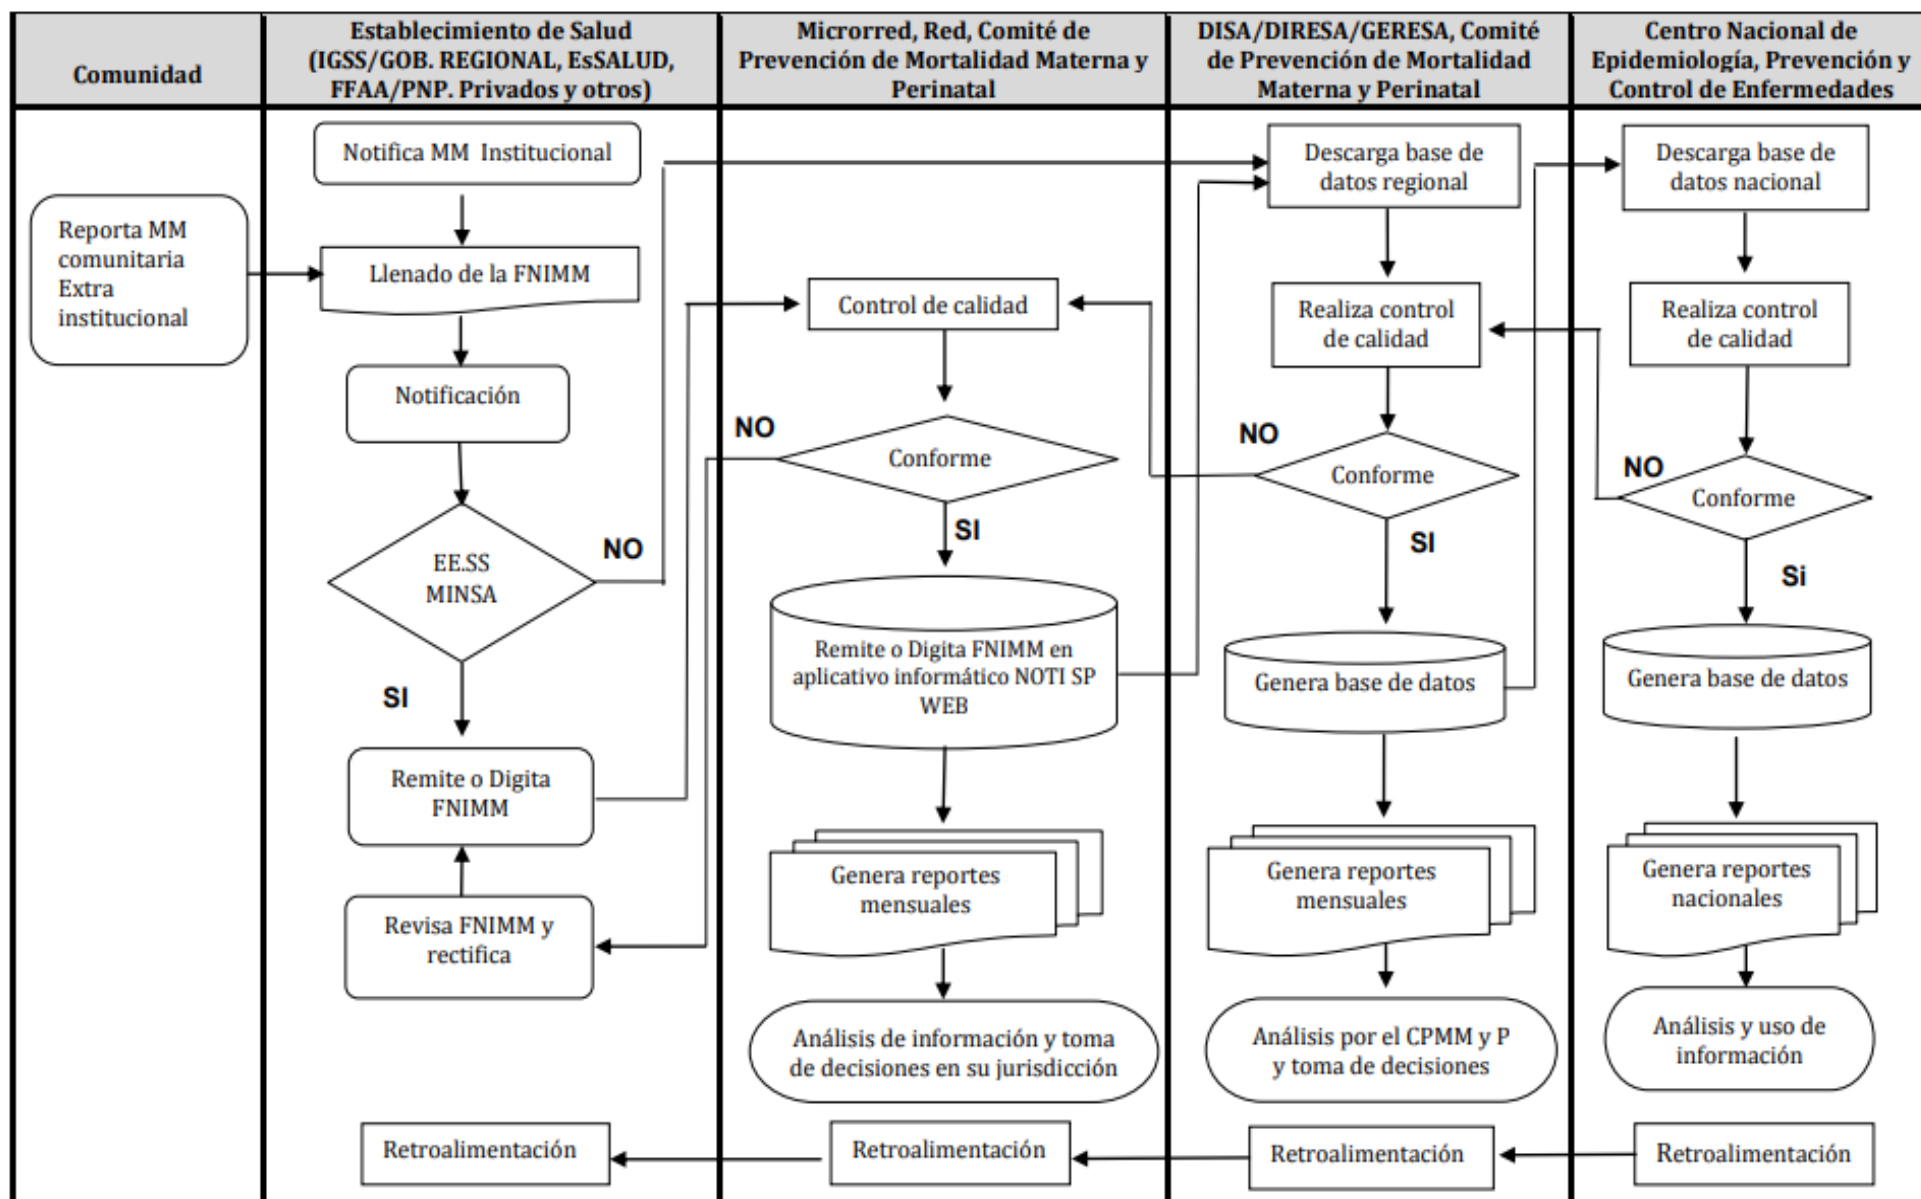 Comunidad
Establecimiento de Salud
(IGSS/GOB. REGIONAL, EsSALUD,
FFAA/PNP. Privados y otros)
Microrred, Red, Comité de
Prevención de Mortalidad Materna y
Perinatal
DISA/DIRESA/GERESA, Comité
de Prevención de Mortalidad
Materna y Perinatal
Centro Nacional de
Epidemiología, Prevención y
Control de Enfermedades
Reporta MM
comunitaria
Extra
institucional
Notifica MM Institucional
Llenado de la FNIMM
Notificación
EE.SS
MINSA
NO
SI
Remite o Digita
FNIMM
Revisa FNIMM y
rectifica
Retroalimentación
Control de calidad
NO
Conforme
SI
Remite o Digita FNIMM en
aplicativo informático NOTI SP
WEB
Genera reportes
mensuales
Análisis de información y toma
de decisiones en su jurisdicción
Retroalimentación
Descarga base de
datos regional
Realiza control
de calidad
NO
Conforme
SI
Genera base de datos
Genera reportes
mensuales
Análisis por el CPMM y P
y toma de decisiones
Retroalimentación
Descarga base de
datos nacional
Realiza control
de calidad
NO
Conforme
Si
Genera base de datos
Genera reportes
nacionales
Análisis y uso de
información
Retroalimentación